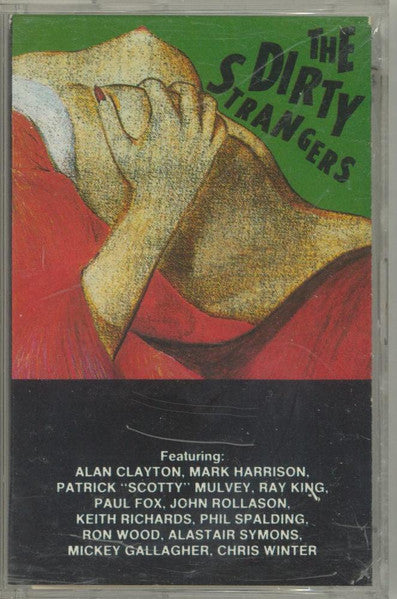 THE
DIRTY
STRANGERS
Featuring:
ALAN CLAYTON, MARK HARRISON,
PATRICK "SCOTTY" MULVEY, RAY KING,
PAUL FOX, JOHN ROLLASON,
KEITH RICHARDS, PHIL SPALDING,
RON WOOD, ALASTAIR SYMONS,
MICKEY GALLAGHER, CHRIS WINTER